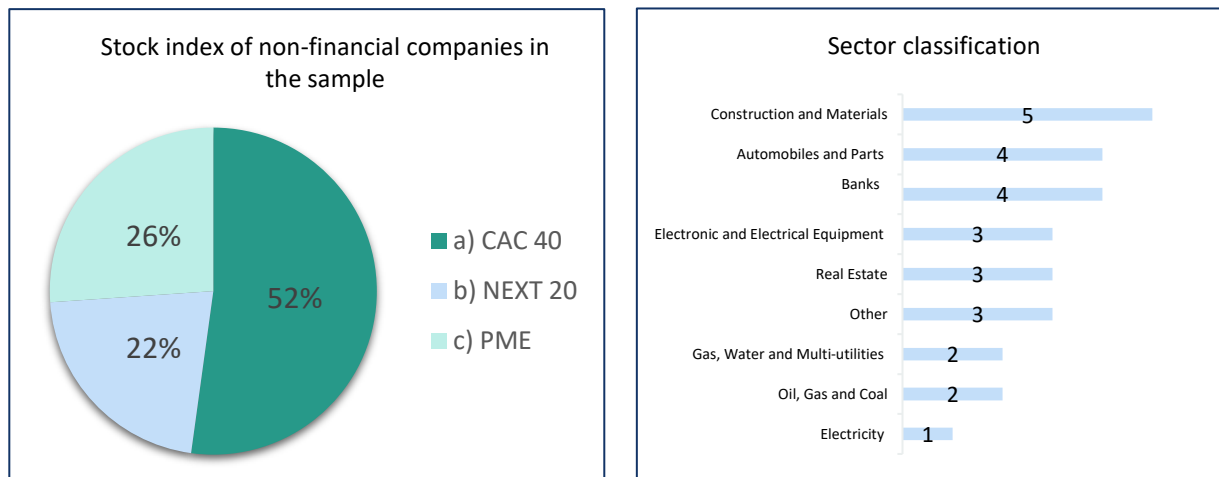 Stock index of non-financial companies in
the sample
26%
52%
22%
a) CAC 40
b) NEXT 20
c) PME
Sector classification
Construction and Materials 5
Automobiles and Parts 4
Banks 4
Electronic and Electrical Equipment 3
Real Estate 3
Other 3
Gas, Water and Multi-utilities 2
Oil, Gas and Coal 2
Electricity 1